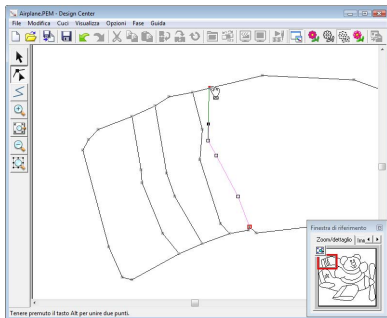 Airplane.PEM - Design Center
File Modifica Cuci Visualizza Opzioni Fase Guida
Finestra di riferimento
Zoom/dettaglio
Tenere premuto il tasto Alt per unire due punti.